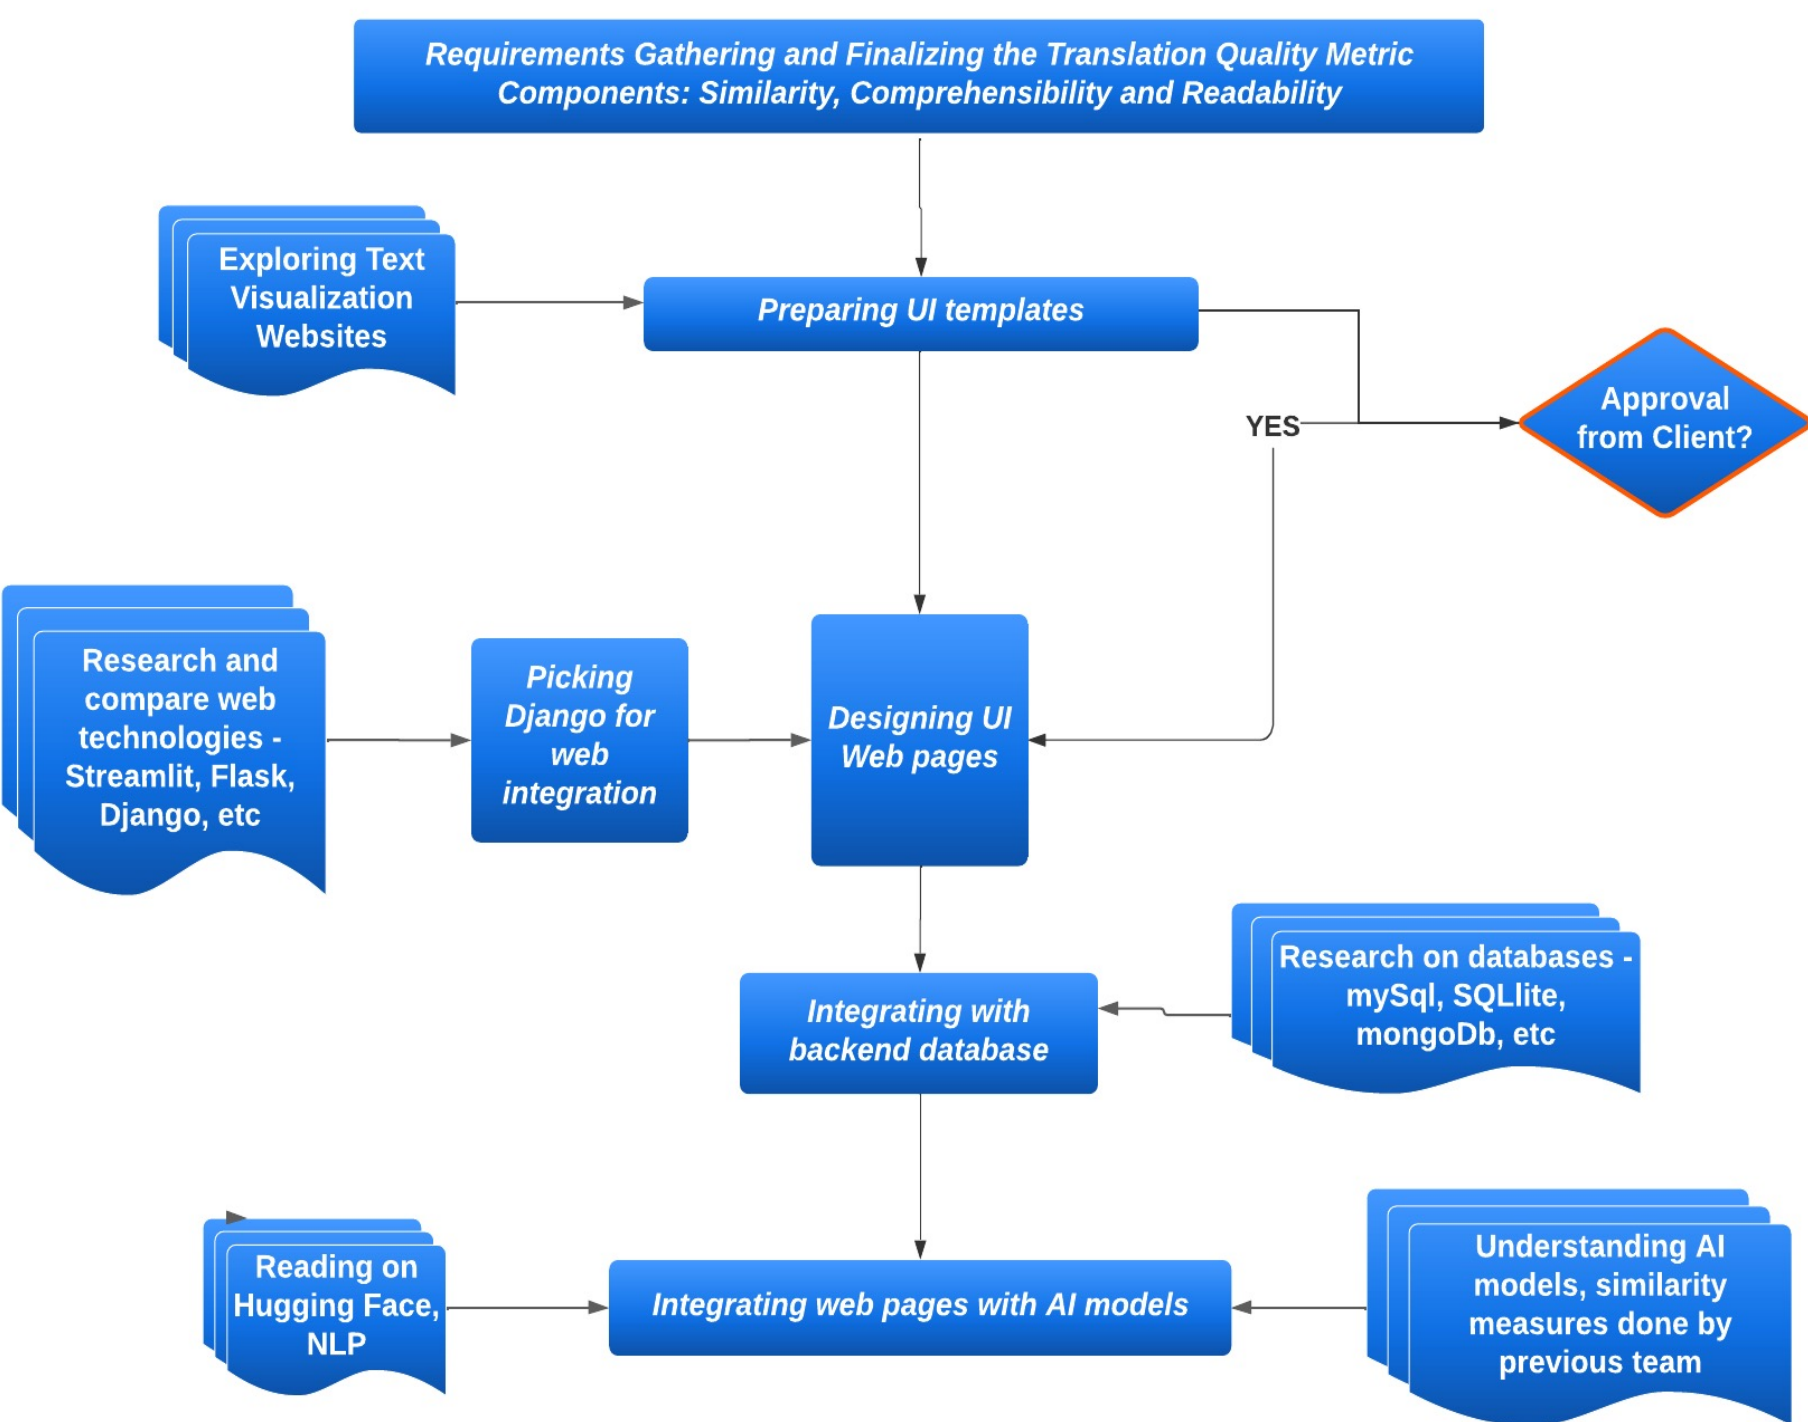 Requirements Gathering and Finalizing the Translation Quality Metric
Components: Similarity, Comprehensibility and Readability
Exploring Text
Visualization
Websites
Preparing UI templates
Approval
from Client?
YES
Research and
compare web
technologies -
Streamlit, Flask,
Django, etc
Picking
Django for
web
integration
Designing UI
Web pages
Integrating with
backend database
Research on databases -
mySql, SQLlite,
mongoDb, etc
Reading on
Hugging Face,
NLP
Integrating web pages with AI models
Understanding AI
models, similarity
measures done by
previous team